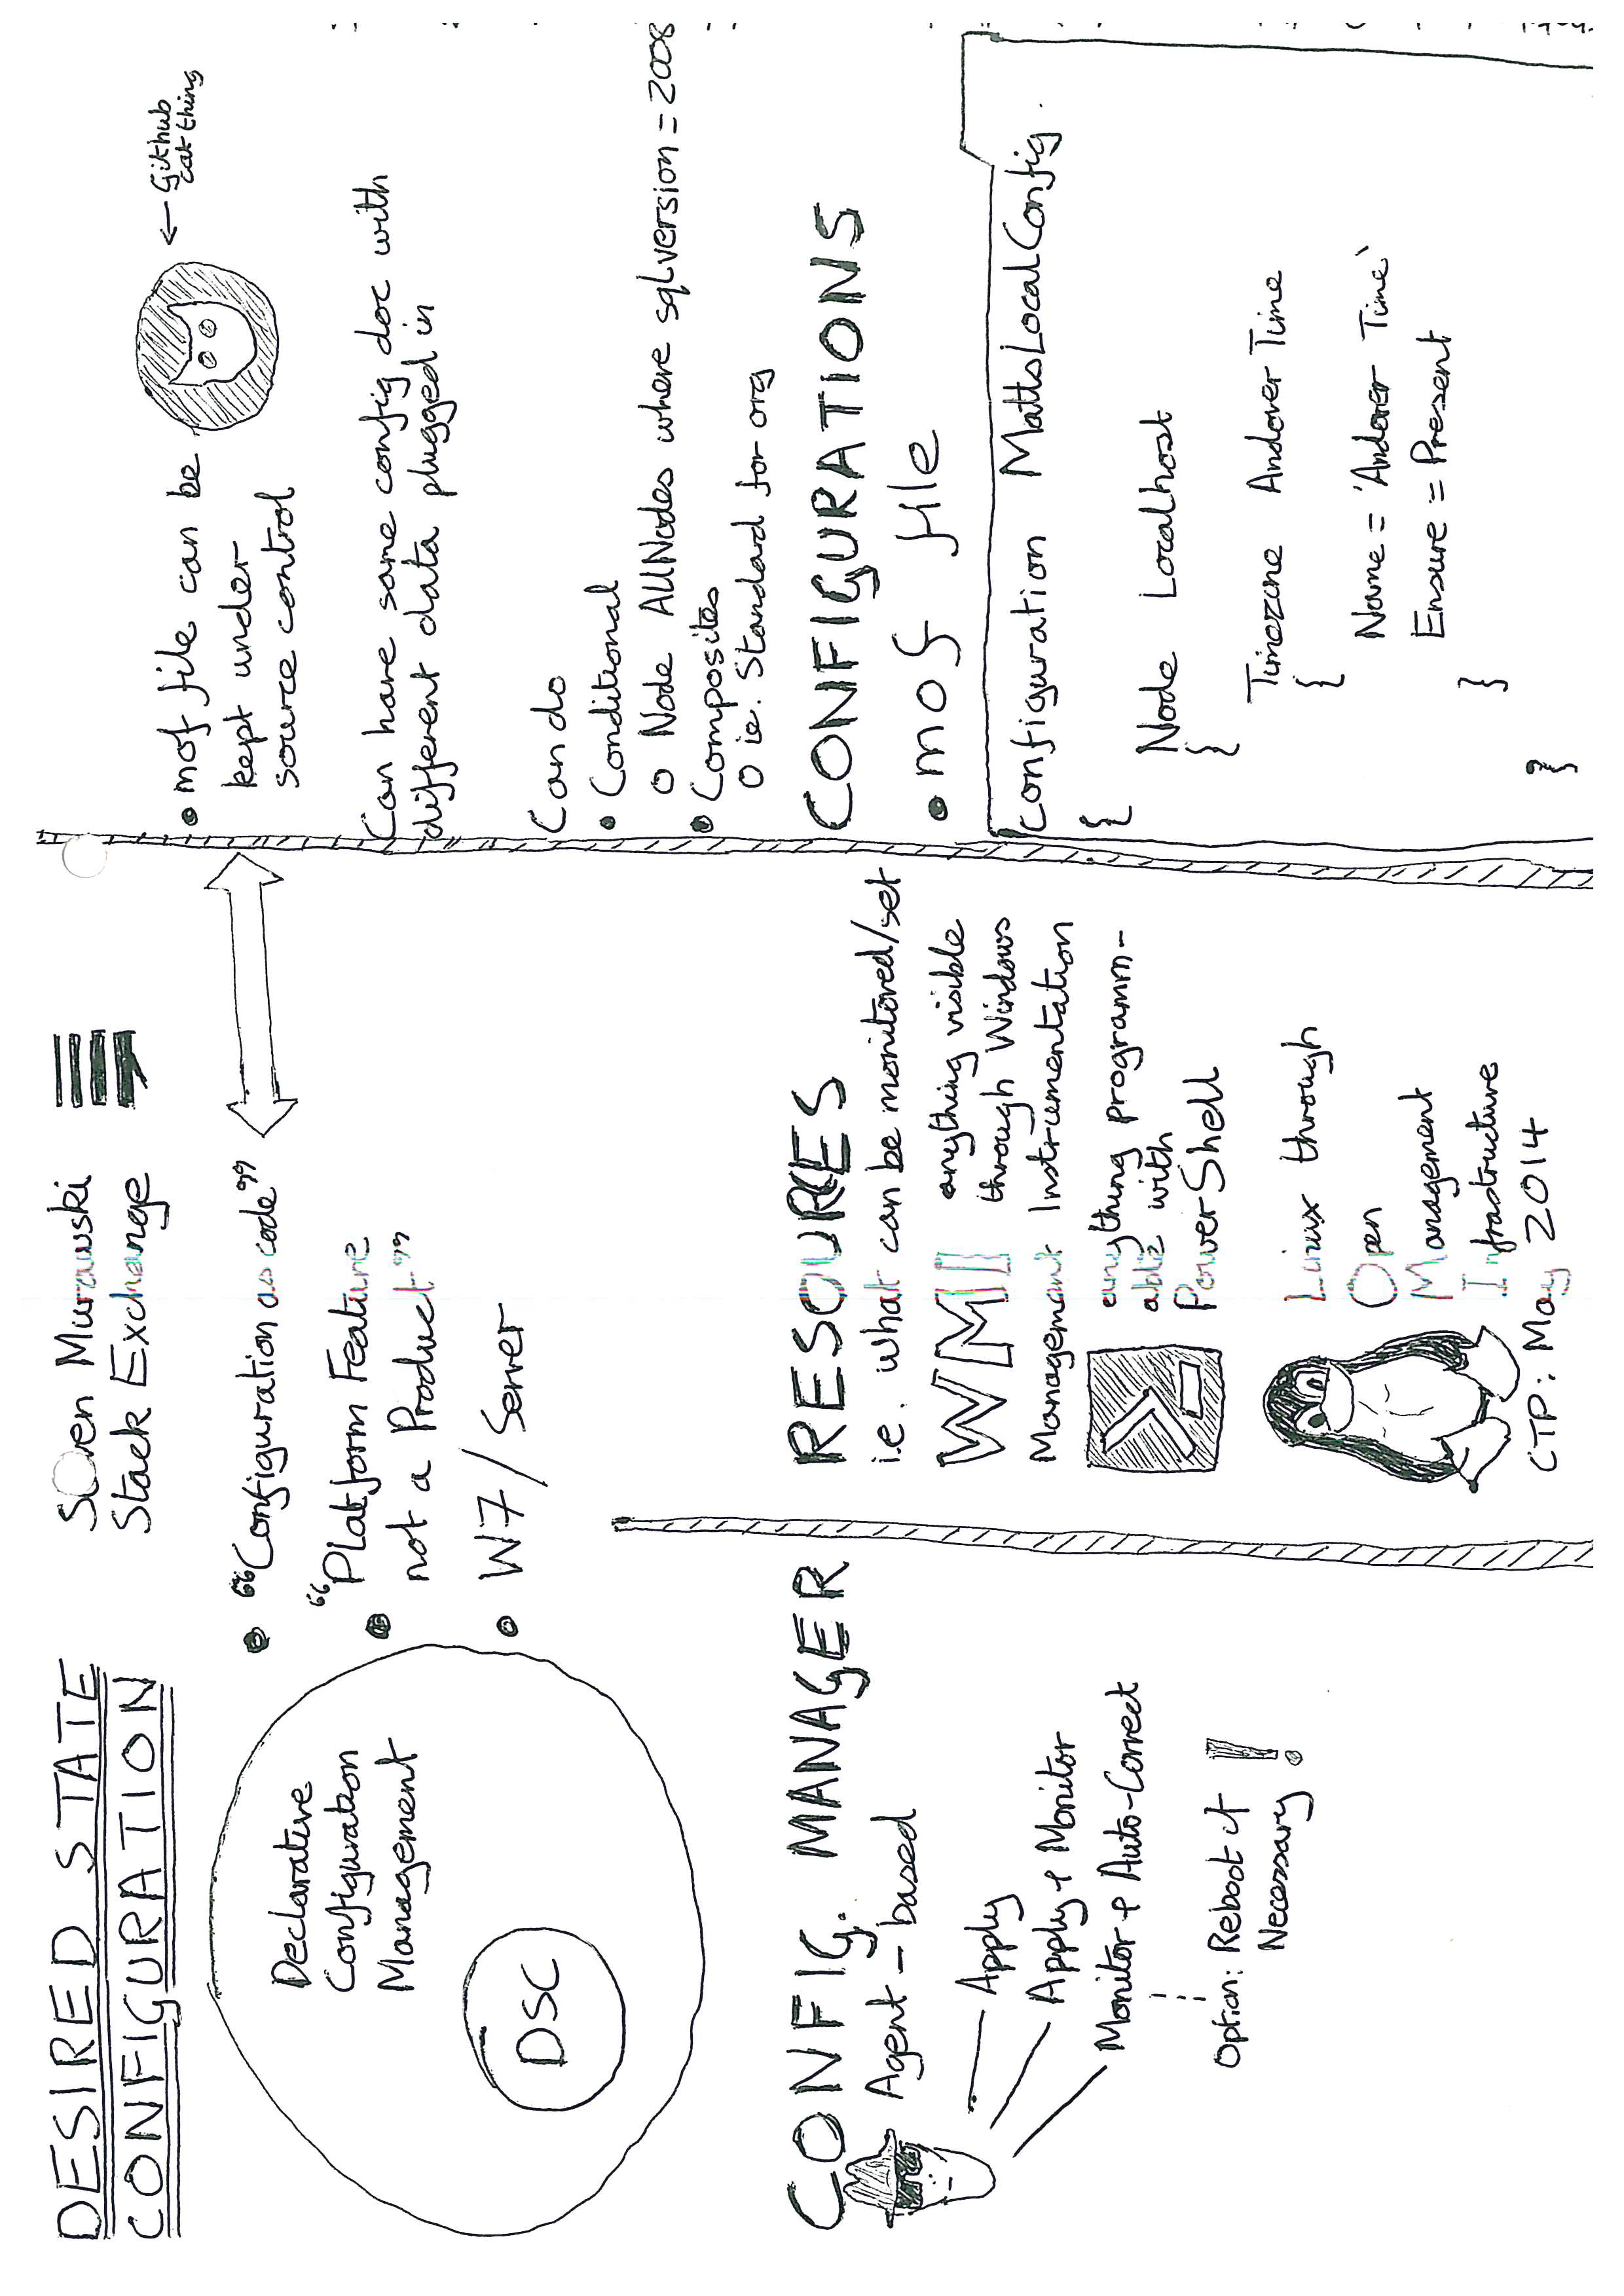 DESIRED STATE
CONFIGURATION
Murawski
Stack Exchange
Declarative
Configuration
Management
DSC
• “Configuration as code”
• “Platform Feature
not a Product”
• W7 / Server
• mof file can be
kept under
source control
← Github
cat thing
Can have same config doc with
different data plugged in
Can do
• Conditional
o Node AllNodes where sqlversion = 2008
• Composites
o ie. Standard for org
CONFIG. MANAGER
Agent - based
Apply
Apply + Monitor
Monitor + Auto-Correct
Option: Reboot if
Necessary !
RESOURCES
i.e. what can be monitored/set
WMI anything visible
through Windows
Management Instrumentation
anything programm-
able with
PowerShell
Linux through
Open
Management
Infrastructure
CTP: May 2014
CONFIGURATIONS
• mof file
configuration MattsLocalConfig
{
Node Localhost
{
Timezone Andover Time
{
Name = 'Andover Time'
Ensure = Present
}
}